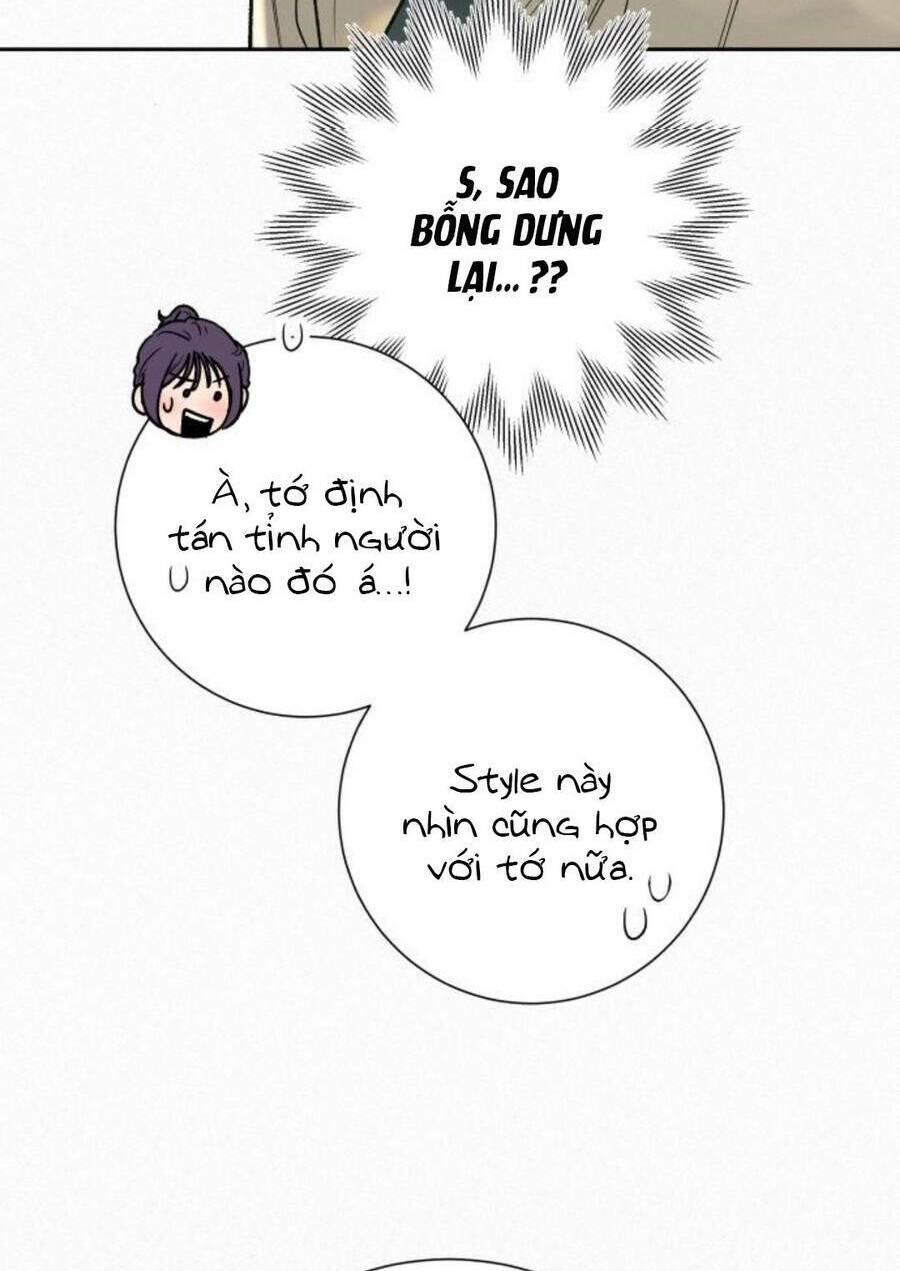 S, SAO
BỖNG DƯNG
LẠI...??
À, tớ định
tán tỉnh người
nào đó á...!
Style này
nhìn cũng hợp
với tớ nữa.